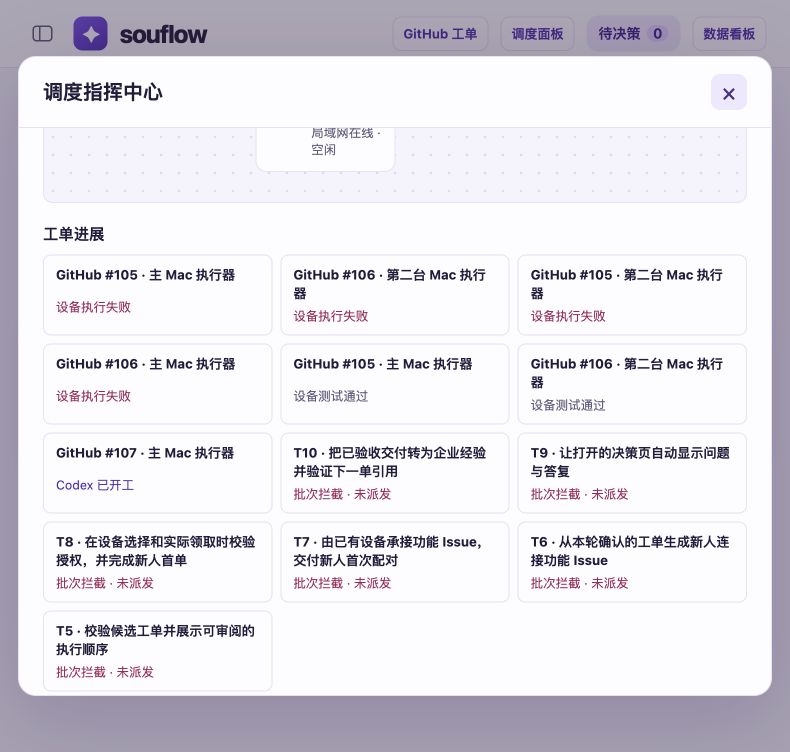 souflow
GitHub 工单
调度面板
待决策 0
数据看板
调度指挥中心
局域网在线 ·
空闲
工单进展
GitHub #105 · 主 Mac 执行器
设备执行失败
GitHub #106 · 第二台 Mac 执行
器
设备执行失败
GitHub #105 · 第二台 Mac 执行
器
设备执行失败
GitHub #106 · 主 Mac 执行器
设备执行失败
GitHub #105 · 主 Mac 执行器
设备测试通过
GitHub #106 · 第二台 Mac 执行
器
设备测试通过
GitHub #107 · 主 Mac 执行器
Codex 已开工
T10 · 把已验收交付转为企业经验
并验证下一单引用
批次拦截 · 未派发
T9 · 让打开的决策页自动显示问题
与答复
批次拦截 · 未派发
T8 · 在设备选择和实际领取时校验
授权，并完成新人首单
批次拦截 · 未派发
T7 · 由已有设备承接功能 Issue，
交付新人首次配对
批次拦截 · 未派发
T6 · 从本轮确认的工单生成新人连
接功能 Issue
批次拦截 · 未派发
T5 · 校验候选工单并展示可审阅的
执行顺序
批次拦截 · 未派发